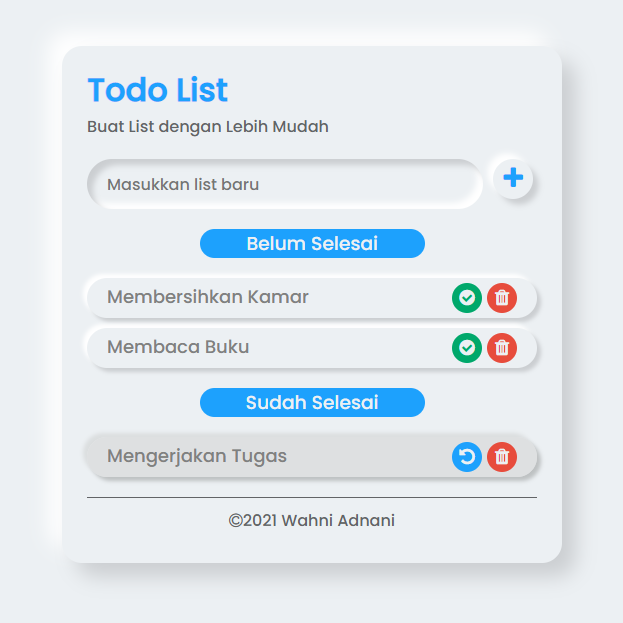 Todo List
Buat List dengan Lebih Mudah
Masukkan list baru
Belum Selesai
Membersihkan Kamar
Membaca Buku
Sudah Selesai
Mengerjakan Tugas
©2021 Wahni Adnani